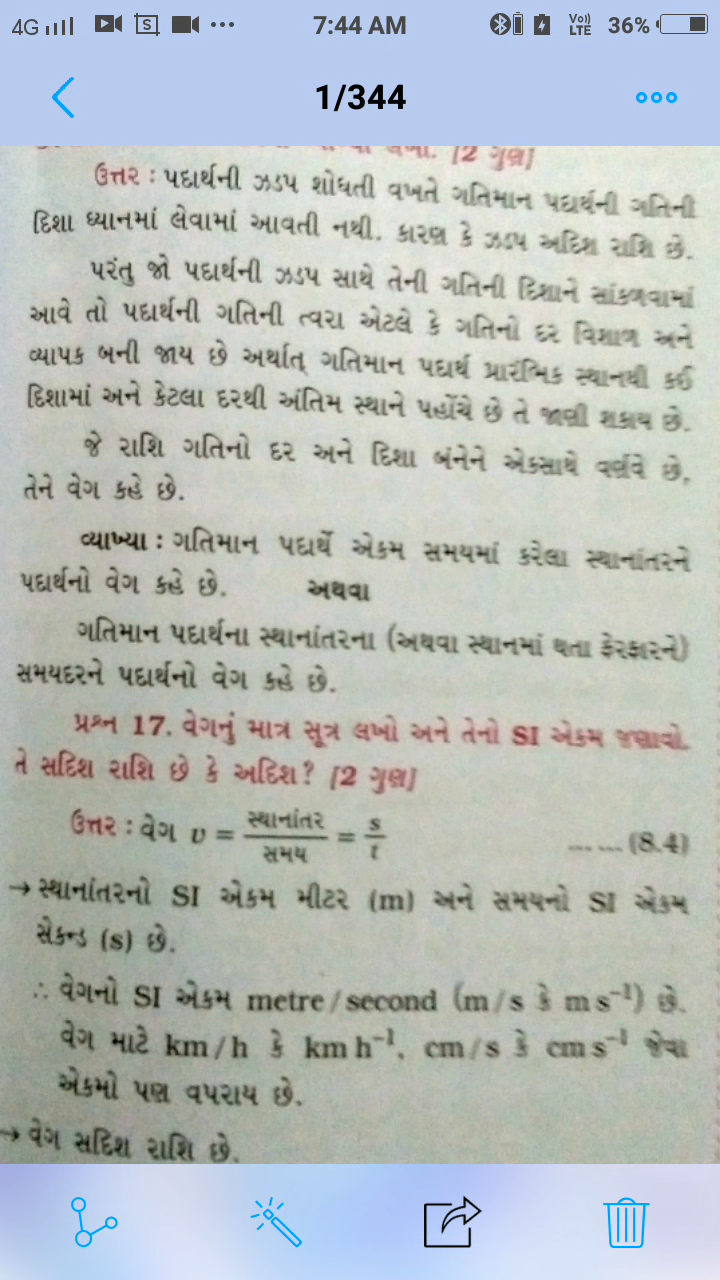 4G
7:44 AM
Vo)) LTE
36%
1/344
લખો. [2 ગુણ]
ઉત્તર : પદાર્થની ઝડપ શોધતી વખતે ગતિમાન પદાર્થની ગતિની
દિશા ધ્યાનમાં લેવામાં આવતી નથી. કારણ કે ઝડપ અદિશ રાશિ છે.
પરંતુ જો પદાર્થની ઝડપ સાથે તેની ગતિની દિશાને સાંકળવામાં
આવે તો પદાર્થની ગતિની ત્વરા એટલે કે ગતિનો દર વિશાળ અને
વ્યાપક બની જાય છે અર્થાત્ ગતિમાન પદાર્થ પ્રારંભિક સ્થાનથી કઈ
દિશામાં અને કેટલા દરથી અંતિમ સ્થાને પહોંચે છે તે જાણી શકાય છે.
જે રાશિ ગતિનો દર અને દિશા બંનેને એકસાથે વર્ણવે છે,
તેને વેગ કહે છે.
વ્યાખ્યા : ગતિમાન પદાર્થે એકમ સમયમાં કરેલા સ્થાનાંતરને
પદાર્થનો વેગ કહે છે. અથવા
ગતિમાન પદાર્થના સ્થાનાંતરના (અથવા સ્થાનમાં થતા ફેરફારને)
સમયદરને પદાર્થનો વેગ કહે છે.
પ્રશ્ન 17. વેગનું માત્ર સૂત્ર લખો અને તેનો SI એકમ જણાવો.
તે સદિશ રાશિ છે કે અદિશ? [2 ગુણ]
ઉત્તર : વેગ v = સ્થાનાંતર / સમય = s / t ... ... (8.4)
→ સ્થાનાંતરનો SI એકમ મીટર (m) અને સમયનો SI એકમ
સેકન્ડ (s) છે.
∴ વેગનો SI એકમ metre/second (m/s કે m s⁻¹) છે.
વેગ માટે km/h કે km h⁻¹, cm/s કે cm s⁻¹ જેવા
એકમો પણ વપરાય છે.
→ વેગ સદિશ રાશિ છે.